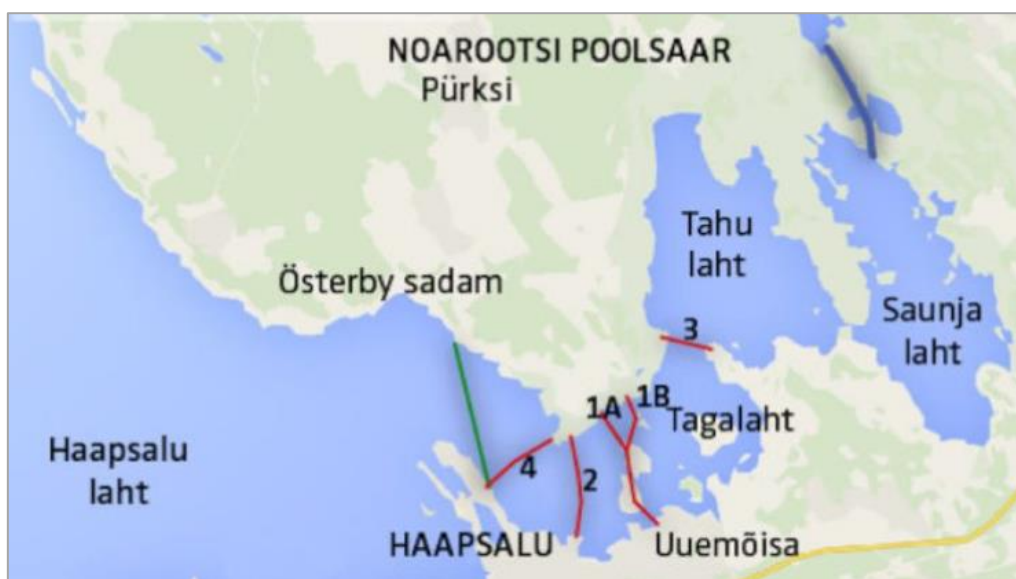 NOAROOTSI POOLSAAR
Pürksi
Tahu
laht
Österby sadam
Saunja
laht
3
1A
1B
Tagalaht
Haapsalu
laht
4
2
HAAPSALU
Uuemõisa